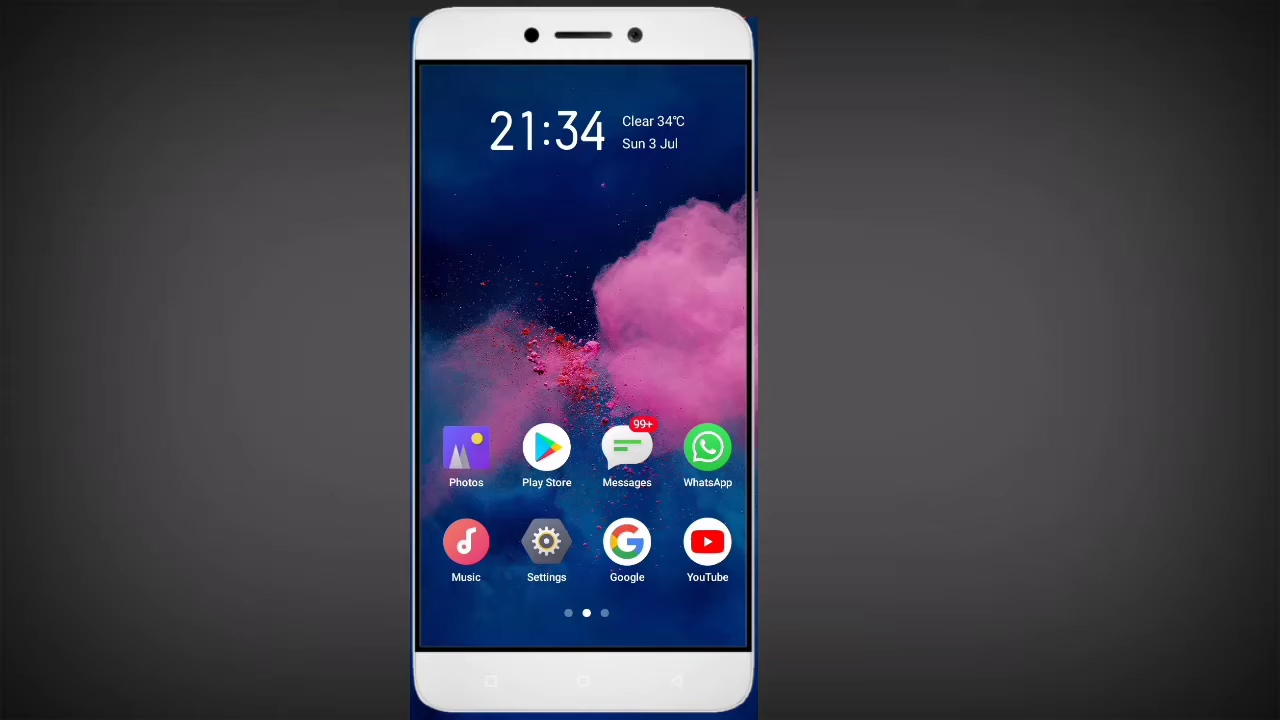 21:34
Clear 34°C
Sun 3 Jul
99+
Photos
Play Store
Messages
WhatsApp
Music
Settings
Google
YouTube